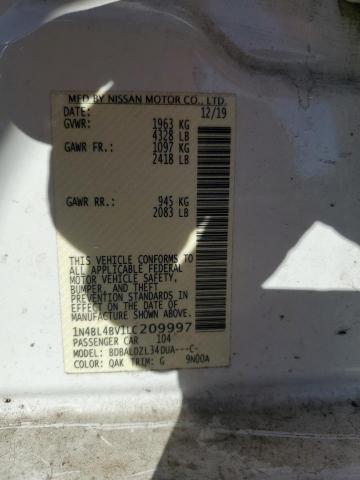 MFD BY NISSAN MOTOR CO., LTD.
DATE: 12/19
GVWR: 1963 KG
4328 LB
GAWR FR.: 1097 KG
2418 LB
GAWR RR.: 945 KG
2083 LB
THIS VEHICLE CONFORMS TO
ALL APPLICABLE FEDERAL
MOTOR VEHICLE SAFETY,
BUMPER, AND THEFT
PREVENTION STANDARDS
IN EFFECT ON THE DATE OF
MANUFACTURE SHOWN ABOVE.
1N4BL4BV1LC209997
PASSENGER CAR 104
MODEL: BDBALDZL34DUA---C-
COLOR: QAK TRIM: G 9N00A